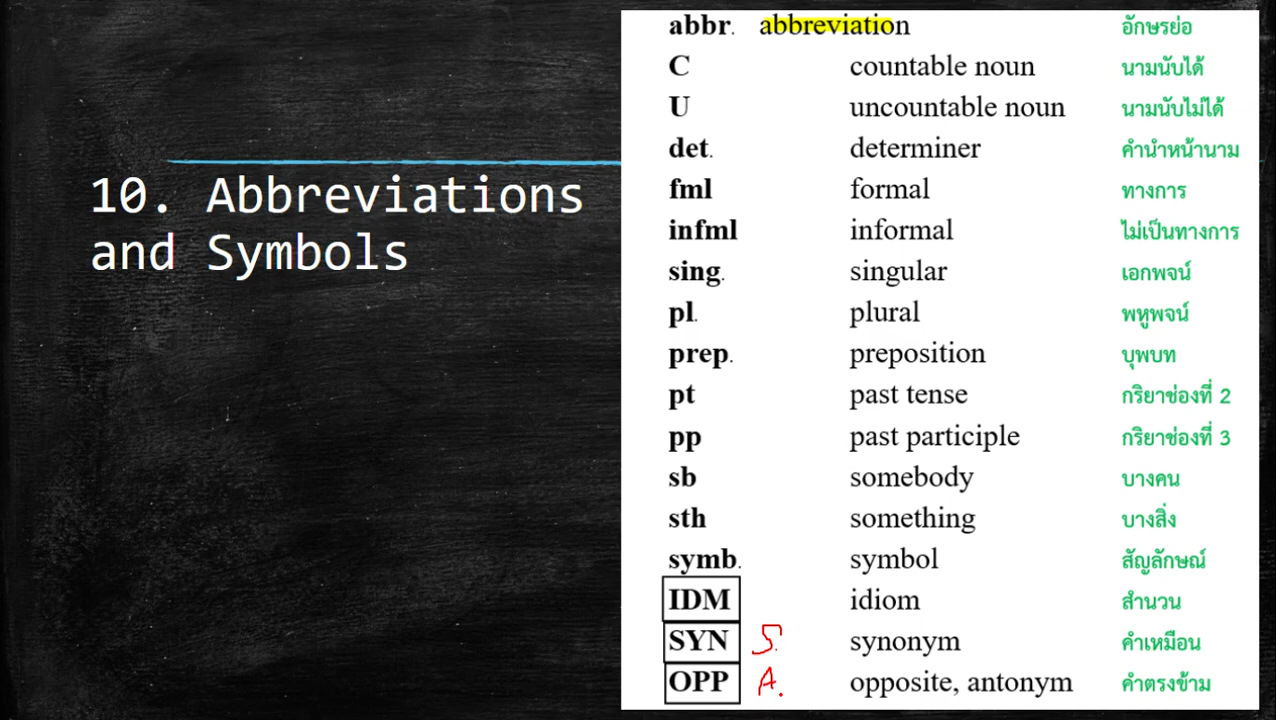 10. Abbreviations
and Symbols
abbr. abbreviation อักษรย่อ
C countable noun นามนับได้
U uncountable noun นามนับไม่ได้
det. determiner คำนำหน้านาม
fml formal ทางการ
infml informal ไม่เป็นทางการ
sing. singular เอกพจน์
pl. plural พหูพจน์
prep. preposition บุพบท
pt past tense กริยาช่องที่ 2
pp past participle กริยาช่องที่ 3
sb somebody บางคน
sth something บางสิ่ง
symb. symbol สัญลักษณ์
IDM idiom สำนวน
SYN S. synonym คำเหมือน
OPP A. opposite, antonym คำตรงข้าม